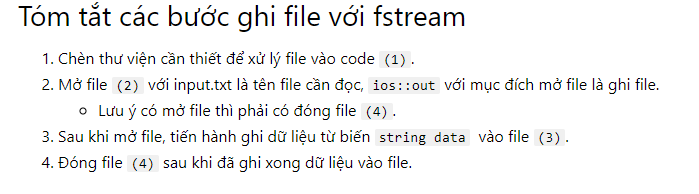 Tóm tắt các bước ghi file với fstream
1. Chèn thư viện cần thiết để xử lý file vào code (1).
2. Mở file (2) với input.txt là tên file cần đọc, ios::out với mục đích mở file là ghi file.
Lưu ý có mở file thì phải có đóng file (4).
3. Sau khi mở file, tiến hành ghi dữ liệu từ biến string data vào file (3).
4. Đóng file (4) sau khi đã ghi xong dữ liệu vào file.